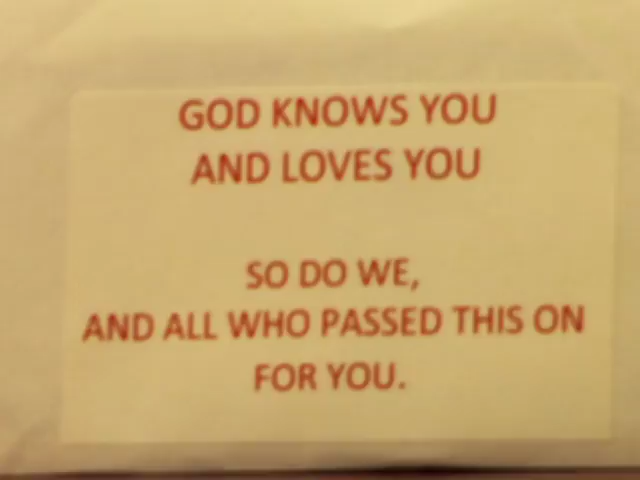 GOD KNOWS YOU
AND LOVES YOU
SO DO WE,
AND ALL WHO PASSED THIS ON
FOR YOU.